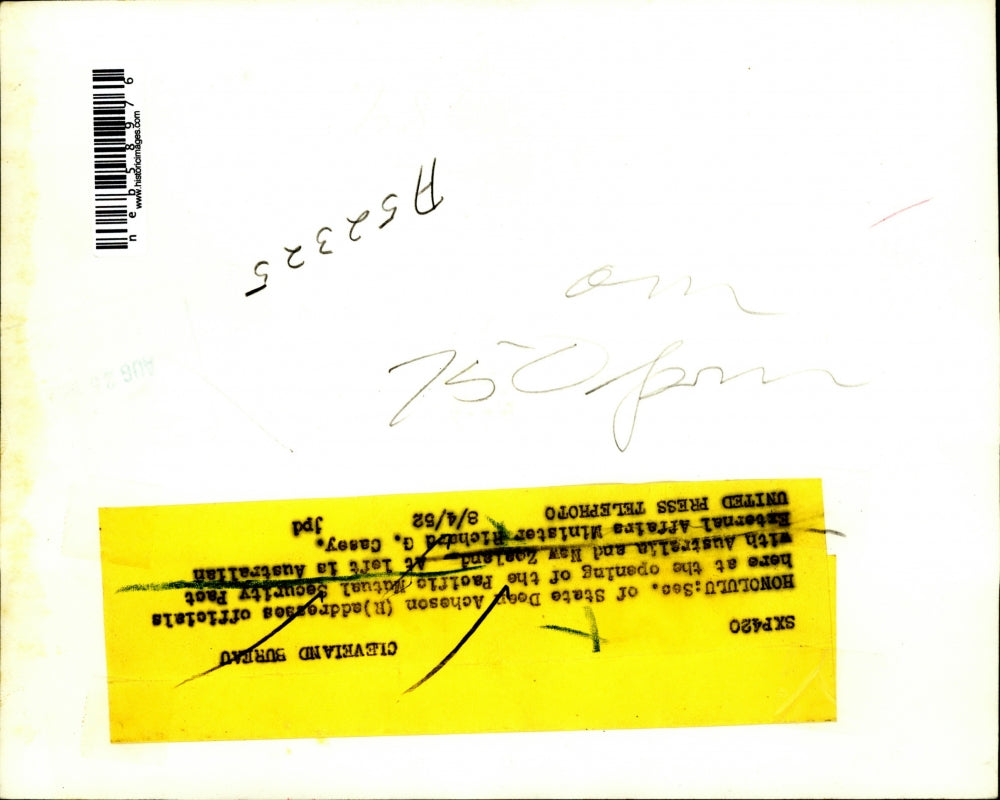 SXP420
CLEVELAND BUREAU
HONOLULU:Sec. of State Dean Acheson (R)addresses officials
here at the opening of the Pacific Mutual Security Pact
with Australia and New Zealand. At left is Australian
External Affairs Minister Richard G. Casey.
UNITED PRESS TELEPHOTO 8/4/52 jpd
A52325
neb58976
www.historicimages.com
AUG